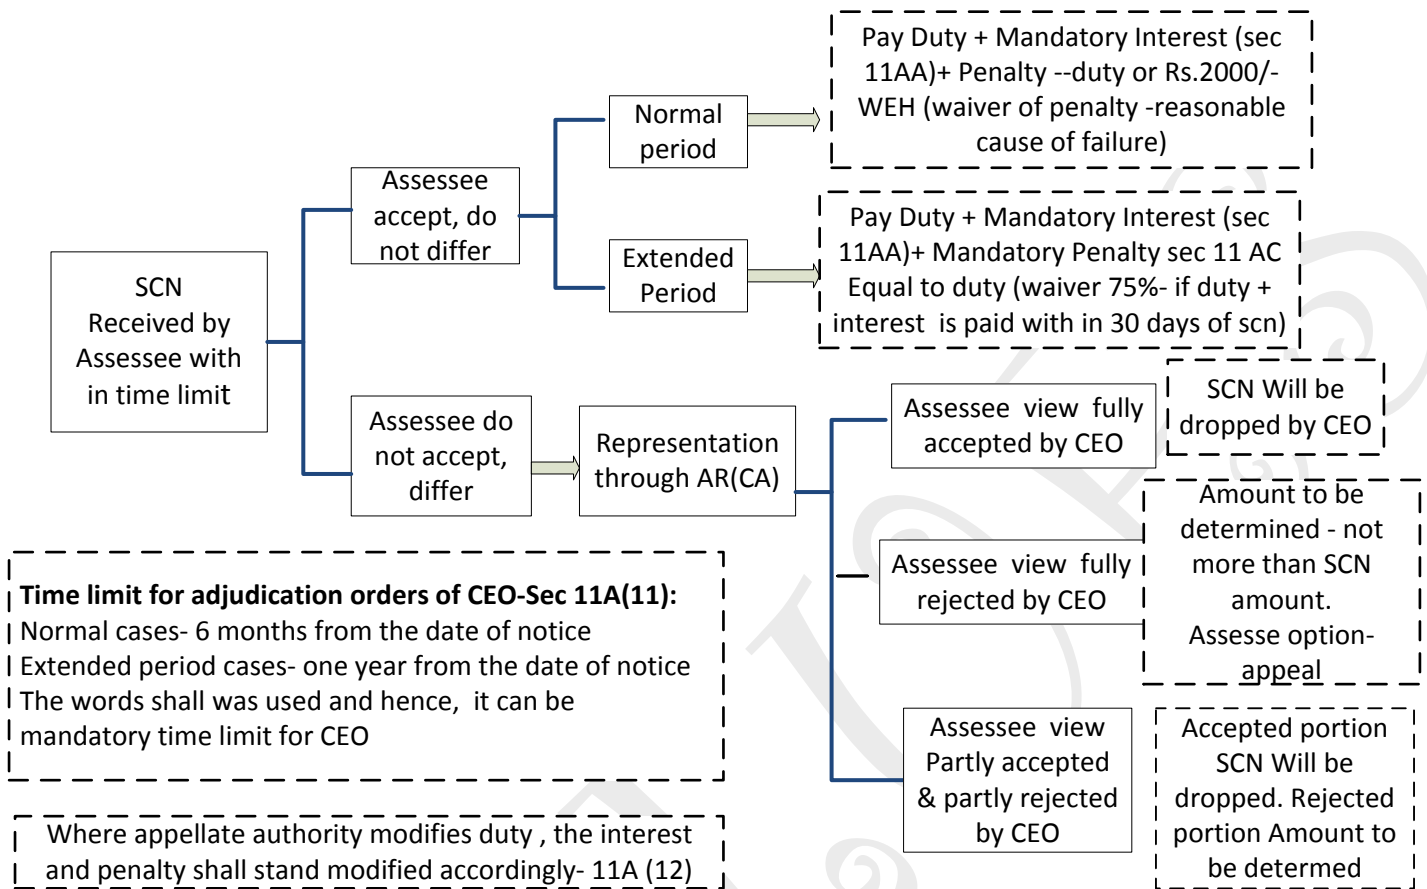 Pay Duty + Mandatory Interest (sec
11AA)+ Penalty --duty or Rs.2000/-
WEH (waiver of penalty -reasonable
cause of failure)
Normal
period
Assessee
accept, do
not differ
Pay Duty + Mandatory Interest (sec
11AA)+ Mandatory Penalty sec 11 AC
Equal to duty (waiver 75%- if duty +
interest is paid with in 30 days of scn)
Extended
Period
SCN
Received by
Assessee with
in time limit
Assessee do
not accept,
differ
Representation
through AR(CA)
Assessee view fully
accepted by CEO
SCN Will be
dropped by CEO
Assessee view fully
rejected by CEO
Amount to be
determined - not
more than SCN
amount.
Assesse option-
appeal
Assessee view
Partly accepted
& partly rejected
by CEO
Accepted portion
SCN Will be
dropped. Rejected
portion Amount to
be determed
Time limit for adjudication orders of CEO-Sec 11A(11):
Normal cases- 6 months from the date of notice
Extended period cases- one year from the date of notice
The words shall was used and hence, it can be
mandatory time limit for CEO
Where appellate authority modifies duty , the interest
and penalty shall stand modified accordingly- 11A (12)